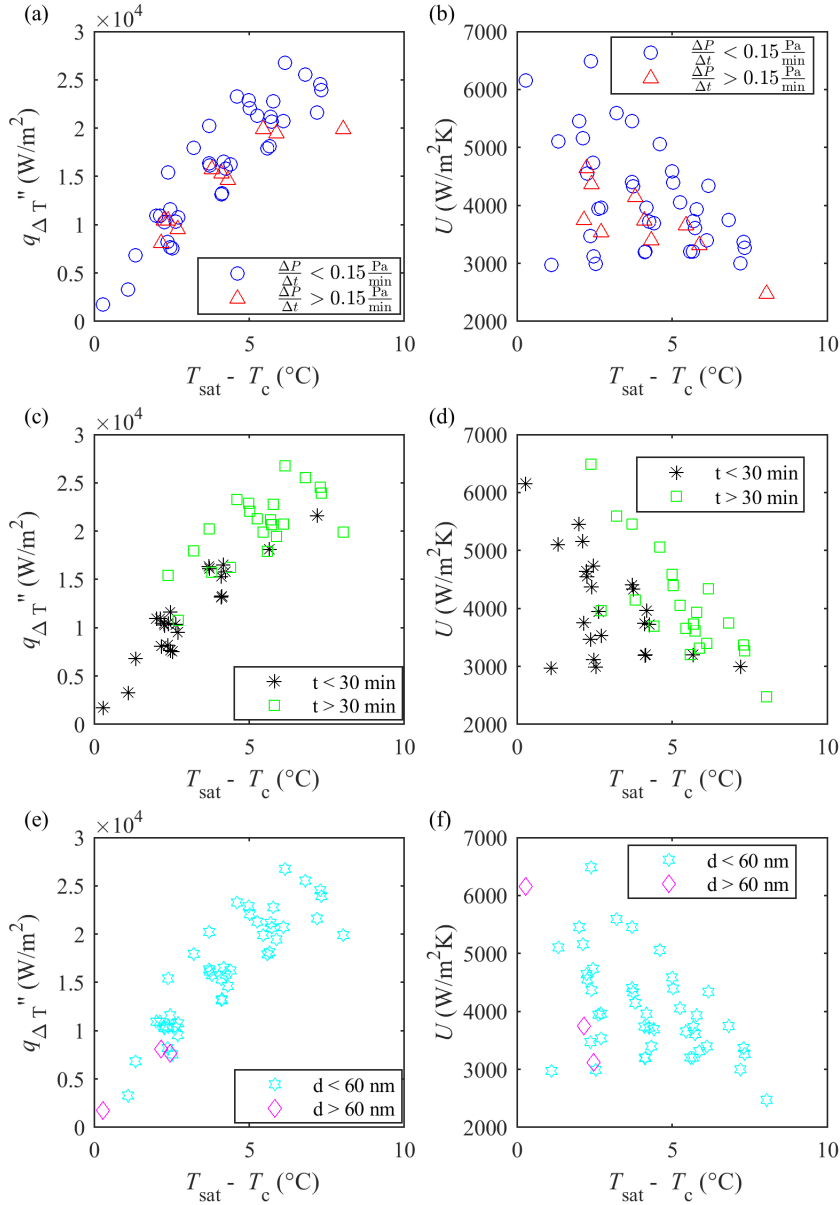 (a)
×10⁴
3
2.5
2
1.5
1
0.5
0
0 5 10
q_ΔT" (W/m²)
T_sat - T_c (°C)
ΔP/Δt < 0.15 Pa/min
ΔP/Δt > 0.15 Pa/min
(b)
7000
6000
5000
4000
3000
2000
0 5 10
U (W/m²K)
T_sat - T_c (°C)
ΔP/Δt < 0.15 Pa/min
ΔP/Δt > 0.15 Pa/min
(c)
×10⁴
3
2.5
2
1.5
1
0.5
0
0 5 10
q_ΔT" (W/m²)
T_sat - T_c (°C)
t < 30 min
t > 30 min
(d)
7000
6000
5000
4000
3000
2000
0 5 10
U (W/m²K)
T_sat - T_c (°C)
t < 30 min
t > 30 min
(e)
×10⁴
3
2.5
2
1.5
1
0.5
0
0 5 10
q_ΔT" (W/m²)
T_sat - T_c (°C)
d < 60 nm
d > 60 nm
(f)
7000
6000
5000
4000
3000
2000
0 5 10
U (W/m²K)
T_sat - T_c (°C)
d < 60 nm
d > 60 nm